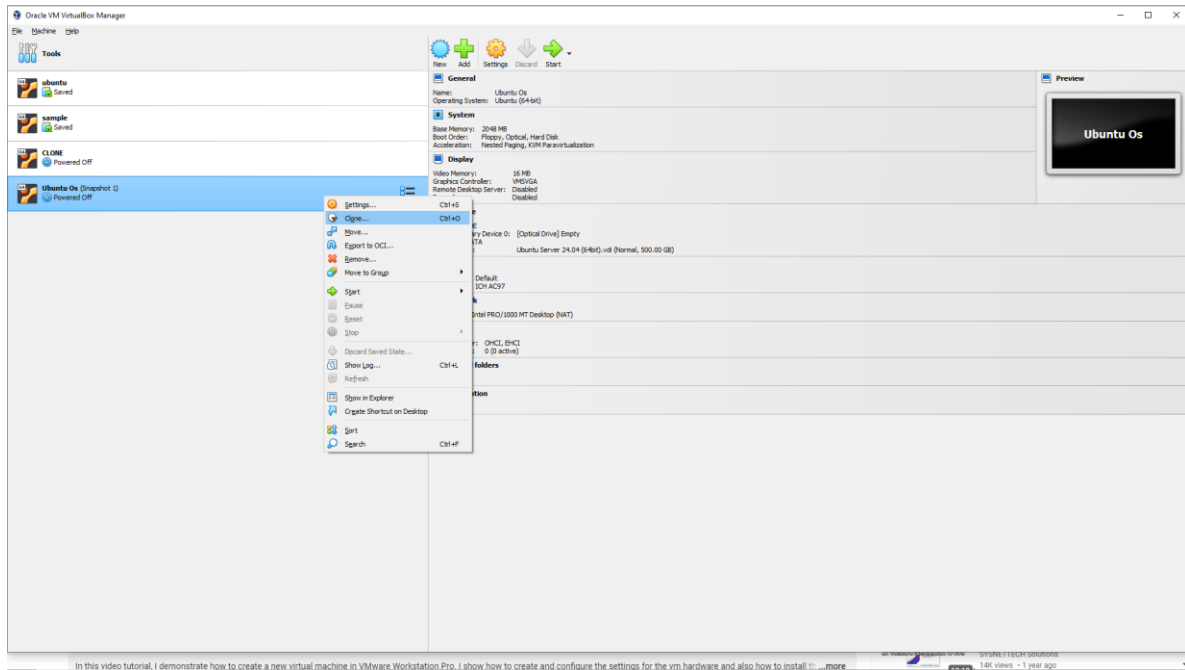 Oracle VM VirtualBox Manager
File Machine Help
Tools
New Add Settings Discard Start
ubuntu
Saved
sample
Saved
CLONE
Powered Off
Ubuntu Os (Snapshot 1)
Powered Off
Settings... Ctrl+S
Clone... Ctrl+O
Move...
Export to OCI...
Remove...
Move to Group
Start
Pause
Reset
Stop
Discard Saved State...
Show Log... Ctrl+L
Refresh
Show in Explorer
Create Shortcut on Desktop
Sort
Search Ctrl+F
General
Name: Ubuntu Os
Operating System: Ubuntu (64-bit)
System
Base Memory: 2048 MB
Boot Order: Floppy, Optical, Hard Disk
Acceleration: Nested Paging, KVM Paravirtualization
Display
Video Memory: 16 MB
Graphics Controller: VMSVGA
Remote Desktop Server: Disabled
Disabled
ry Device 0: [Optical Drive] Empty
ATA
Ubuntu Server 24.04 (64bit).vdi (Normal, 500.00 GB)
Default
ICH AC97
k
Intel PRO/1000 MT Desktop (NAT)
r: OHCI, EHCI
0 (0 active)
folders
tion
Preview
Ubuntu Os
In this video tutorial, I demonstrate how to create a new virtual machine in VMware Workstation Pro. I show how to create and configure the settings for the vm hardware and also how to install th ...more
SYSNETTECH Solutions
14K views • 1 year ago